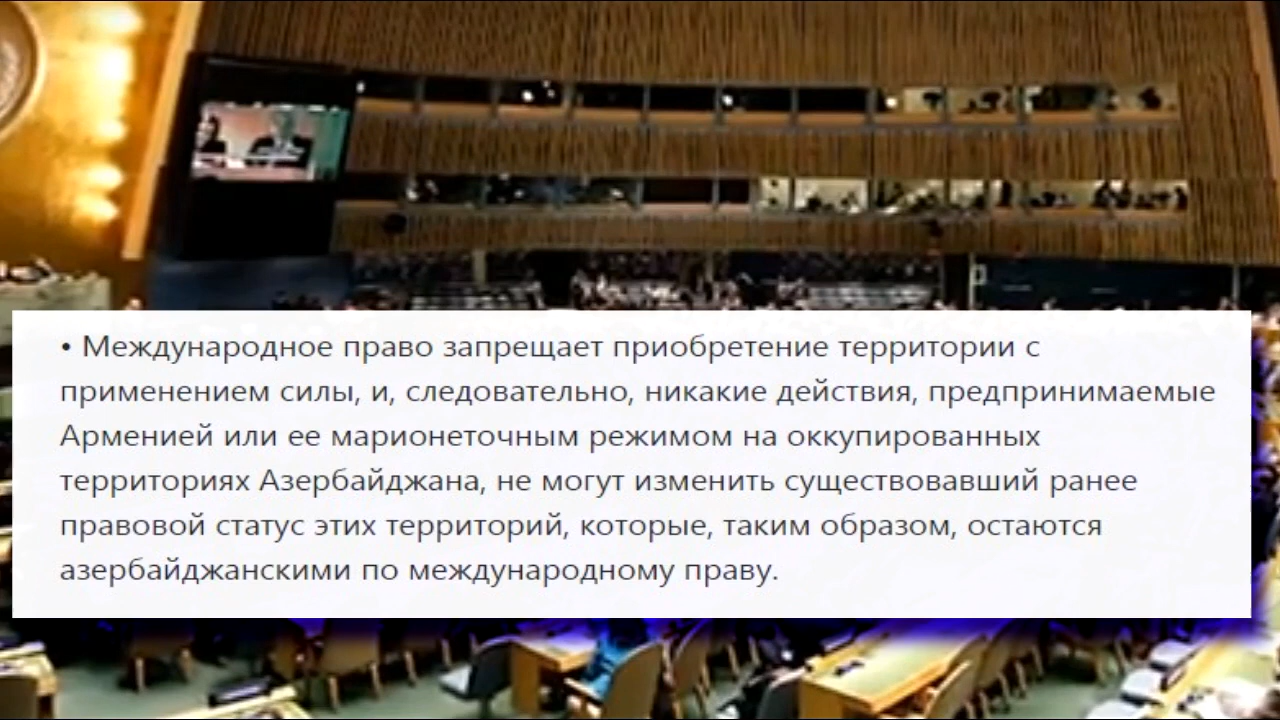 • Международное право запрещает приобретение территории с
применением силы, и, следовательно, никакие действия, предпринимаемые
Арменией или ее марионеточным режимом на оккупированных
территориях Азербайджана, не могут изменить существовавший ранее
правовой статус этих территорий, которые, таким образом, остаются
азербайджанскими по международному праву.